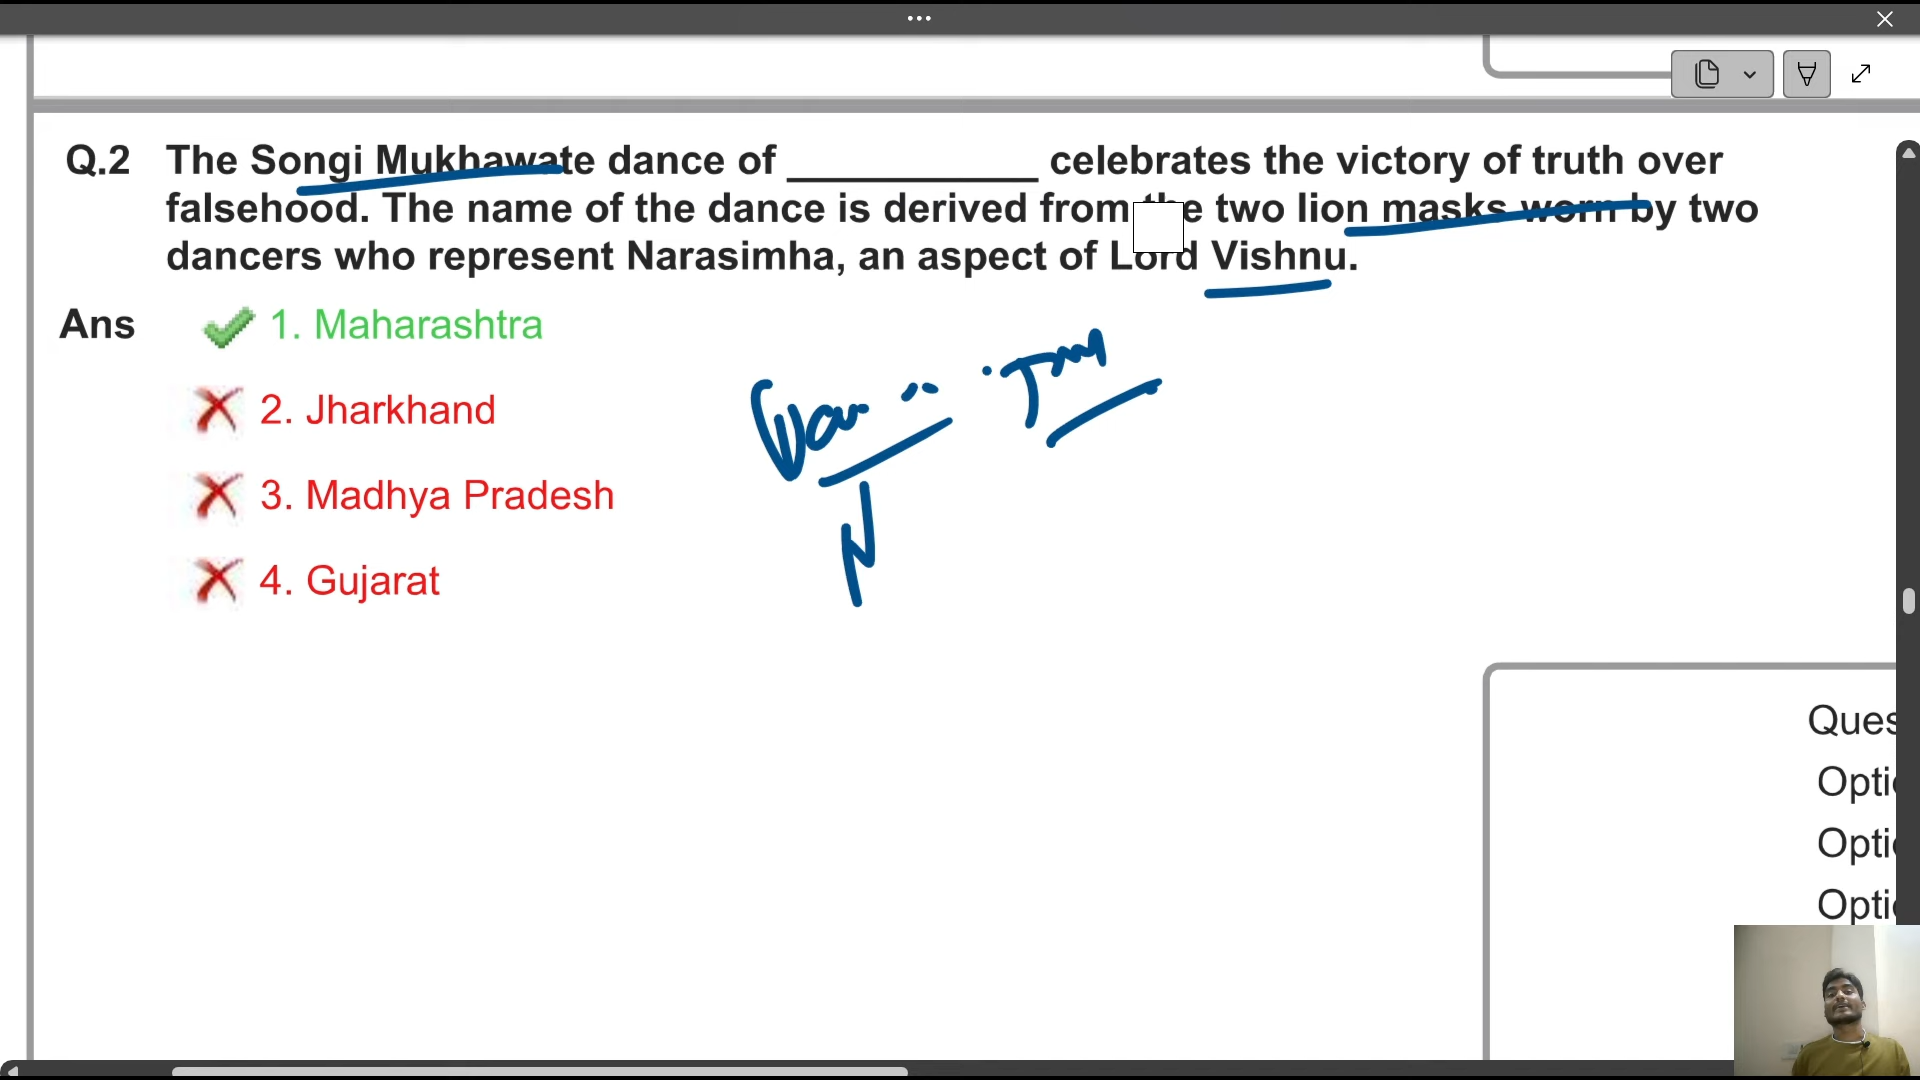 Q.2 The Songi Mukhawate dance of ___________ celebrates the victory of truth over
falsehood. The name of the dance is derived from the two lion masks worn by two
dancers who represent Narasimha, an aspect of Lord Vishnu.
Ans 1. Maharashtra
2. Jharkhand
3. Madhya Pradesh
4. Gujarat
Ques
Opti
Opti
Opti